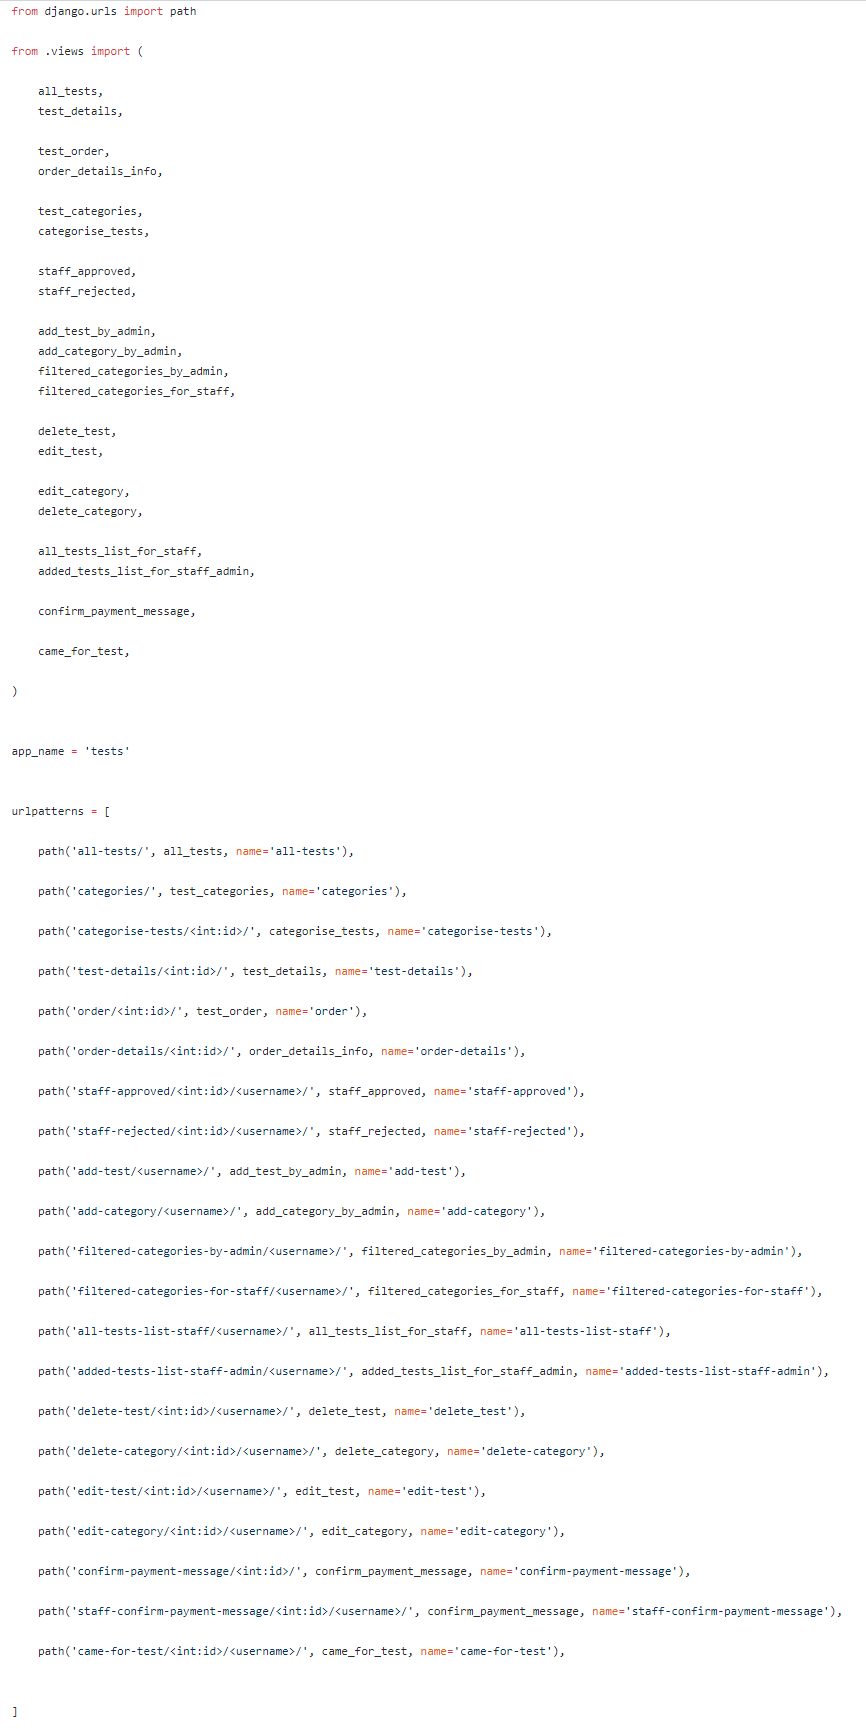 from django.urls import path
from .views import (
all_tests,
test_details,
test_order,
order_details_info,
test_categories,
categorise_tests,
staff_approved,
staff_rejected,
add_test_by_admin,
add_category_by_admin,
filtered_categories_by_admin,
filtered_categories_for_staff,
delete_test,
edit_test,
edit_category,
delete_category,
all_tests_list_for_staff,
added_tests_list_for_staff_admin,
confirm_payment_message,
came_for_test,
)
app_name = 'tests'
urlpatterns = [
path('all-tests/', all_tests, name='all-tests'),
path('categories/', test_categories, name='categories'),
path('categorise-tests/<int:id>/', categorise_tests, name='categorise-tests'),
path('test-details/<int:id>/', test_details, name='test-details'),
path('order/<int:id>/', test_order, name='order'),
path('order-details/<int:id>/', order_details_info, name='order-details'),
path('staff-approved/<int:id>/<username>/', staff_approved, name='staff-approved'),
path('staff-rejected/<int:id>/<username>/', staff_rejected, name='staff-rejected'),
path('add-test/<username>/', add_test_by_admin, name='add-test'),
path('add-category/<username>/', add_category_by_admin, name='add-category'),
path('filtered-categories-by-admin/<username>/', filtered_categories_by_admin, name='filtered-categories-by-admin'),
path('filtered-categories-for-staff/<username>/', filtered_categories_for_staff, name='filtered-categories-for-staff'),
path('all-tests-list-staff/<username>/', all_tests_list_for_staff, name='all-tests-list-staff'),
path('added-tests-list-staff-admin/<username>/', added_tests_list_for_staff_admin, name='added-tests-list-staff-admin'),
path('delete-test/<int:id>/<username>/', delete_test, name='delete_test'),
path('delete-category/<int:id>/<username>/', delete_category, name='delete-category'),
path('edit-test/<int:id>/<username>/', edit_test, name='edit-test'),
path('edit-category/<int:id>/<username>/', edit_category, name='edit-category'),
path('confirm-payment-message/<int:id>/', confirm_payment_message, name='confirm-payment-message'),
path('staff-confirm-payment-message/<int:id>/<username>/', confirm_payment_message, name='staff-confirm-payment-message'),
path('came-for-test/<int:id>/<username>/', came_for_test, name='came-for-test'),
]